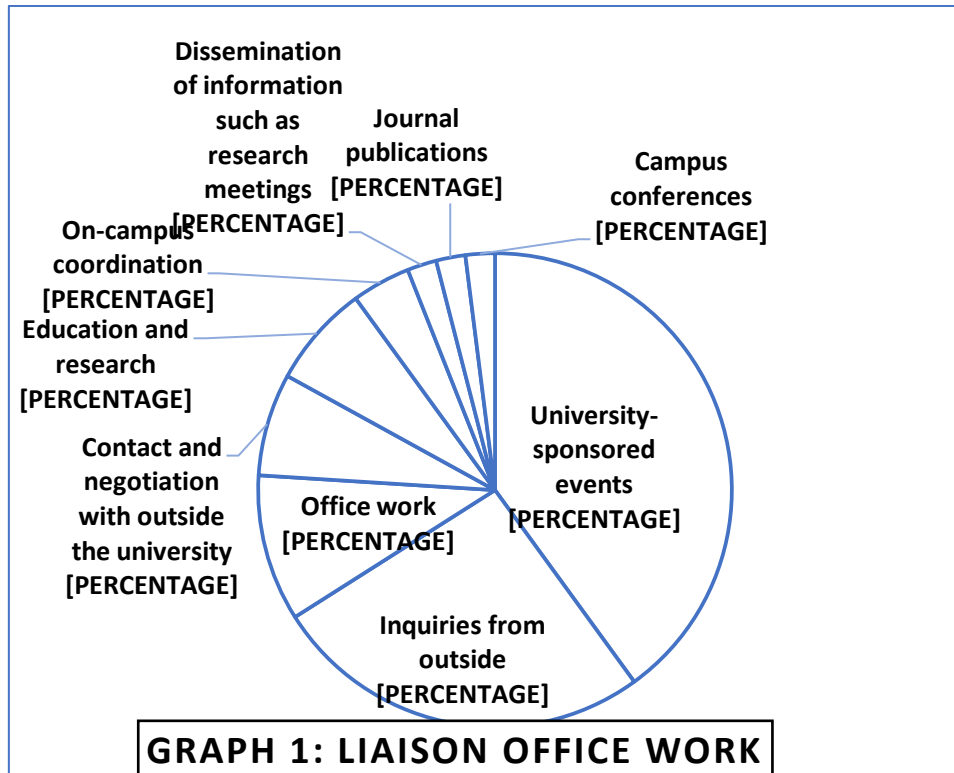 Dissemination
of information
such as
research
meetings
[PERCENTAGE]
Journal
publications
[PERCENTAGE]
Campus
conferences
[PERCENTAGE]
On-campus
coordination
[PERCENTAGE]
Education and
research
[PERCENTAGE]
Contact and
negotiation
with outside
the university
[PERCENTAGE]
Office work
[PERCENTAGE]
University-
sponsored
events
[PERCENTAGE]
Inquiries from
outside
[PERCENTAGE]
GRAPH 1: LIAISON OFFICE WORK